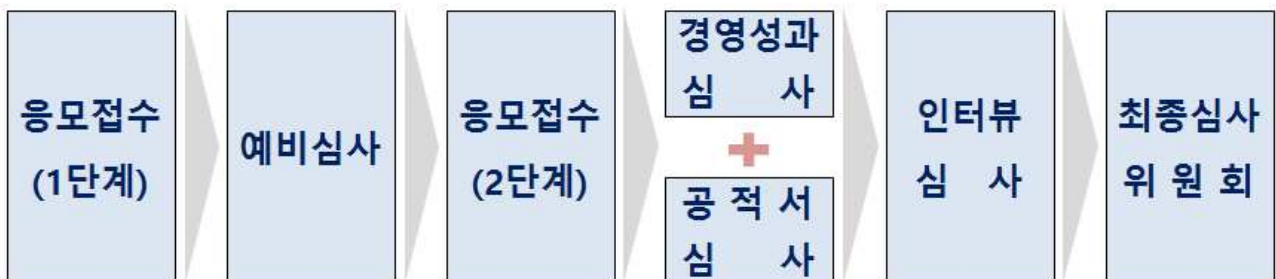 응모접수
(1단계)
예비심사
응모접수
(2단계)
경영성과
심 사
공 적 서
심 사
인터뷰
심 사
최종심사
위 원 회